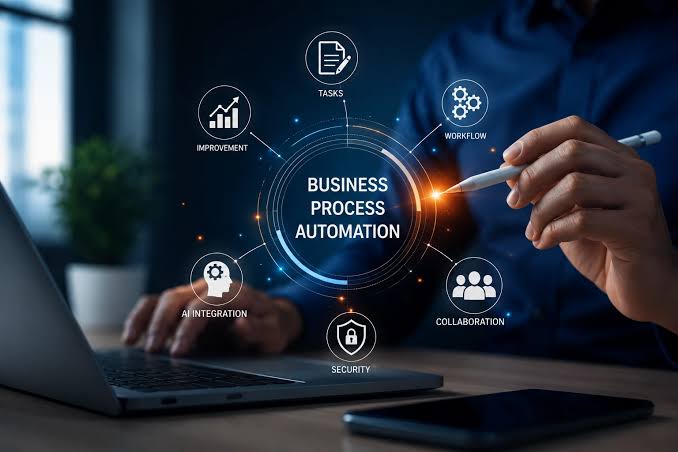 TASKS
IMPROVEMENT
WORKFLOW
BUSINESS
PROCESS
AUTOMATION
AI INTEGRATION
COLLABORATION
SECURITY